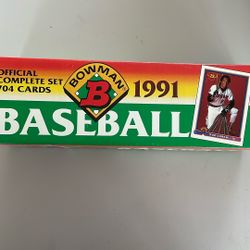 OFFICIAL
COMPLETE SET
704 CARDS
BOWMAN
B
1991
BASEBALL